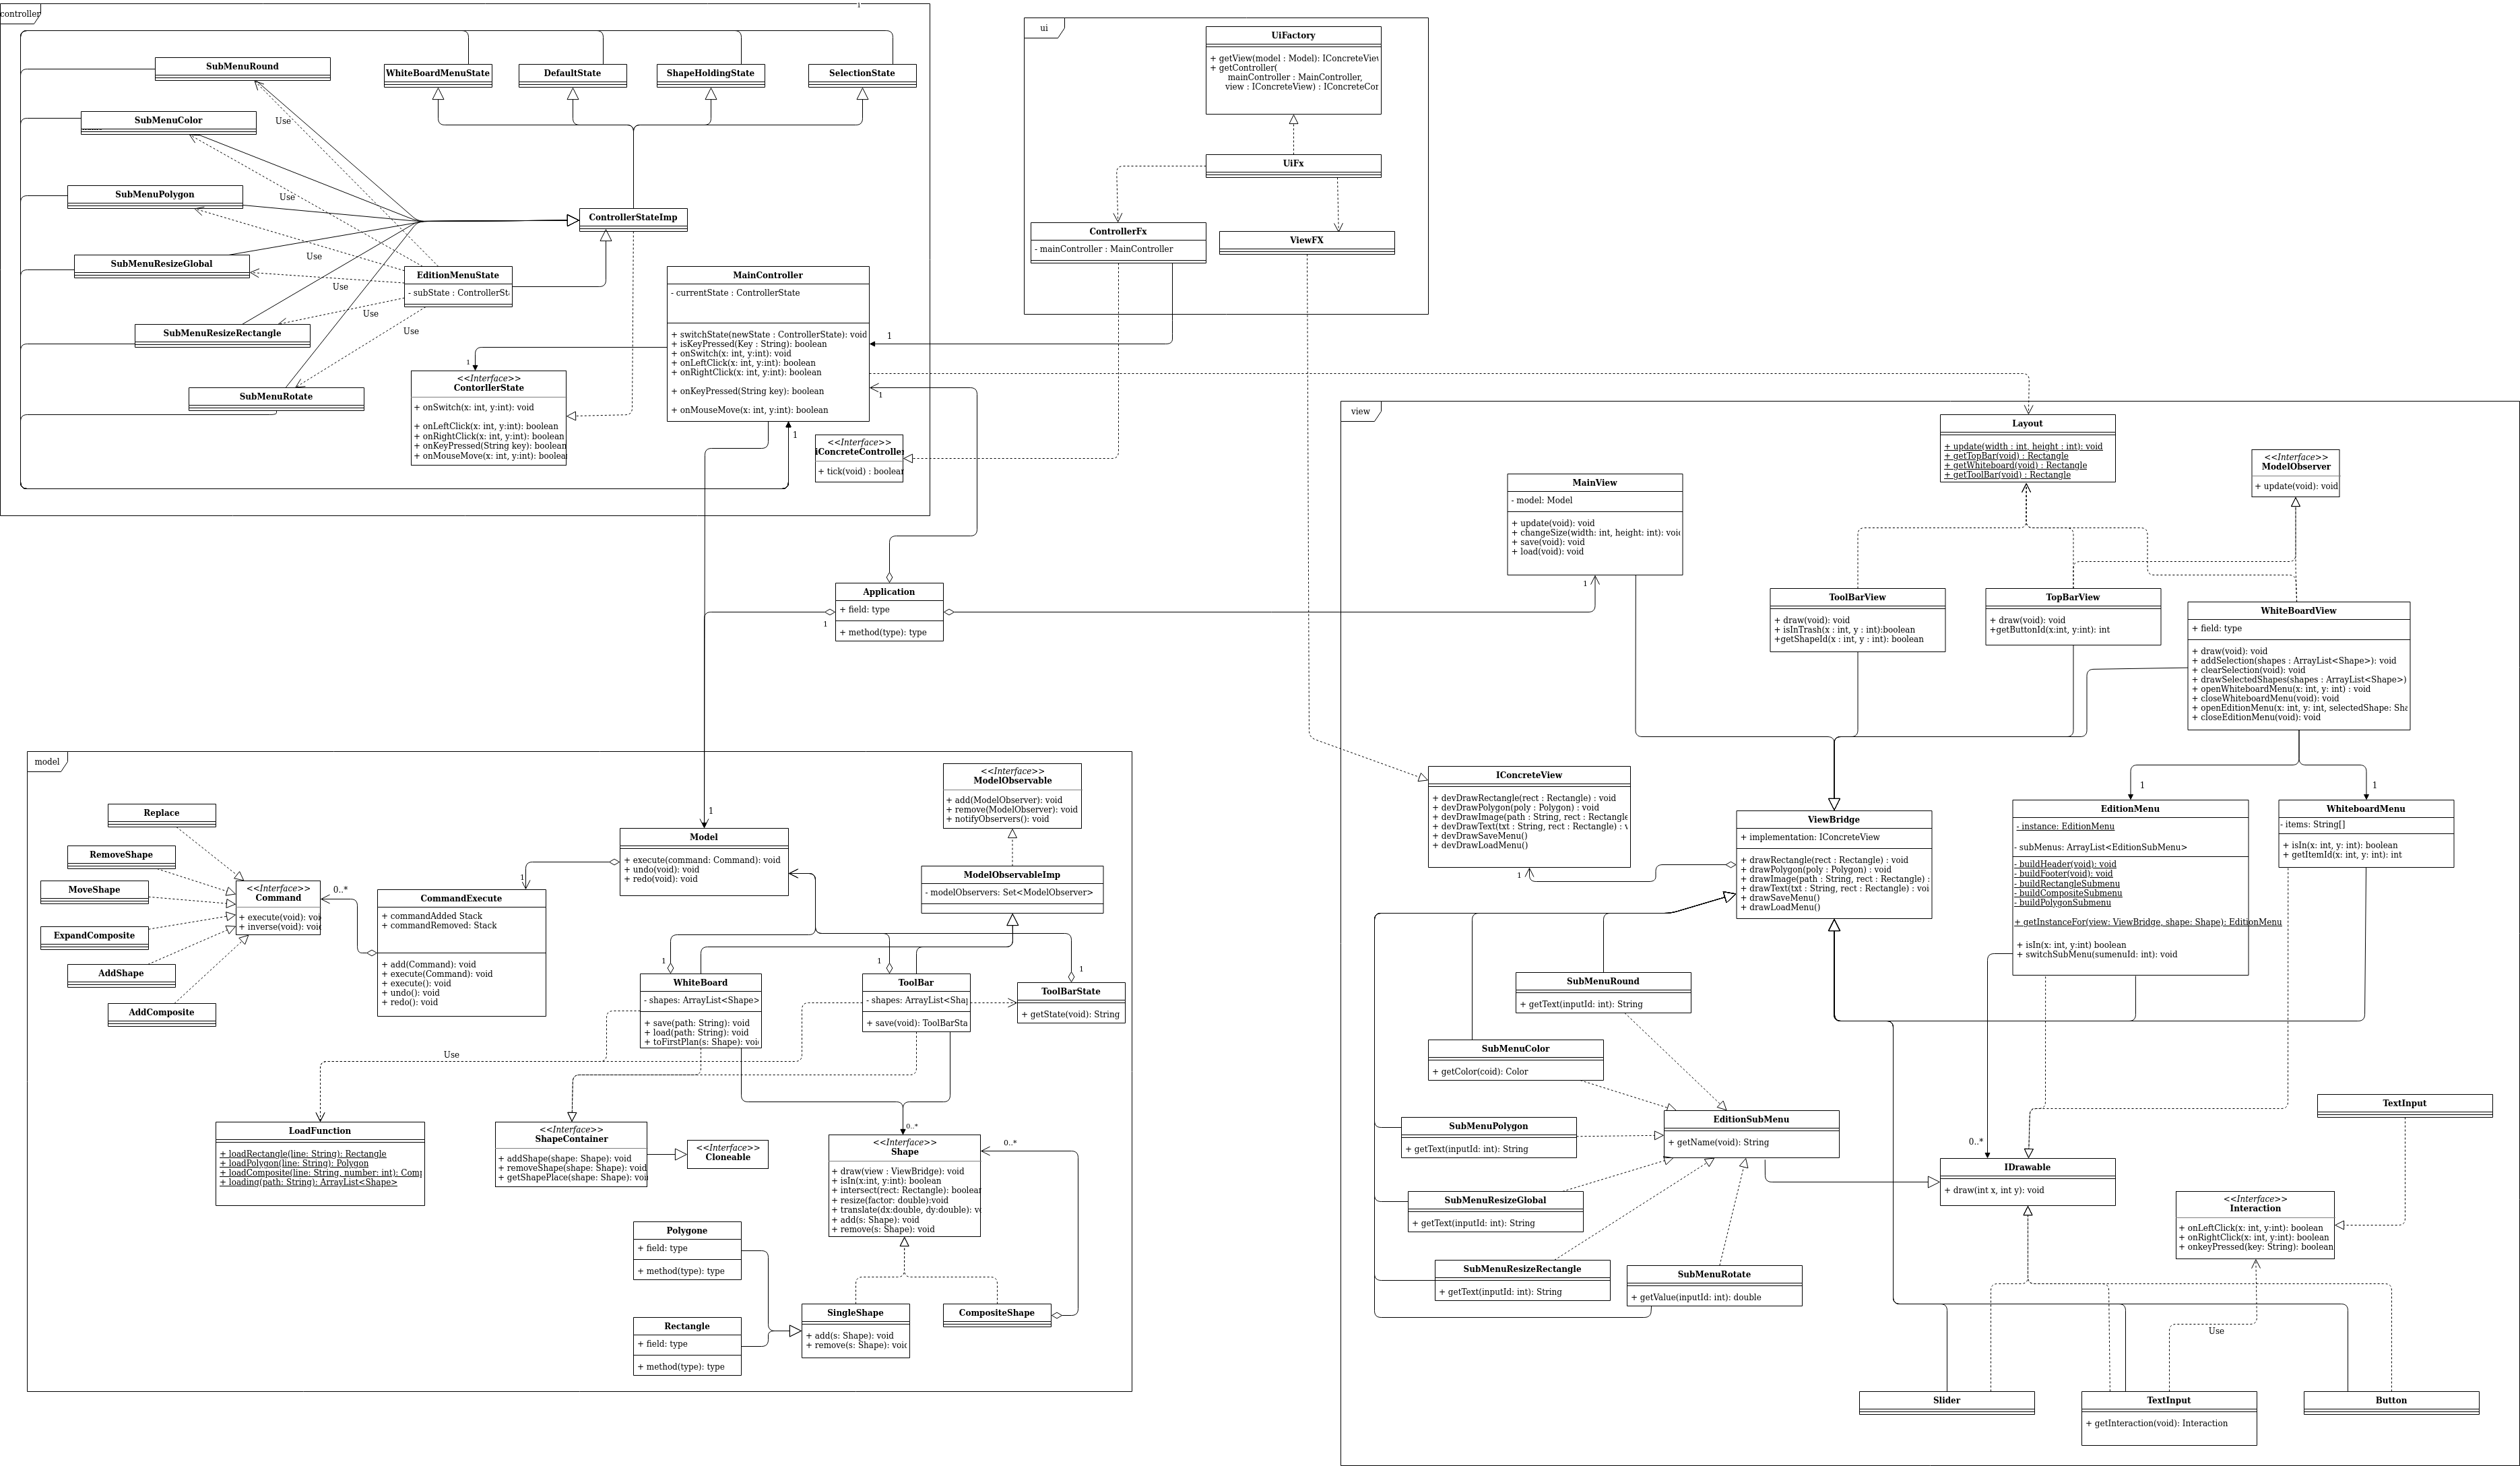 controller
1
SubMenuRound
WhiteBoardMenuState
DefaultState
ShapeHoldingState
SelectionState
SubMenuColor
Use
SubMenuPolygon
Use
ControllerStateImp
SubMenuResizeGlobal
Use
EditionMenuState
- subState : ControllerSt
Use
SubMenuResizeRectangle
Use
Use
SubMenuRotate
MainController
- currentState : ControllerState
+ switchState(newState : ControllerState): void
+ isKeyPressed(Key : String): boolean
+ onSwitch(x: int, y:int): void
+ onLeftClick(x: int, y:int): boolean
+ onRightClick(x: int, y:int): boolean
+ onKeyPressed(String key): boolean
+ onMouseMove(x: int, y:int): boolean
1
1
1
1
<<Interface>>
ContorllerState
+ onSwitch(x: int, y:int): void
+ onLeftClick(x: int, y:int): boolean
+ onRightClick(x: int, y:int): boolean
+ onKeyPressed(String key): boolean
+ onMouseMove(x: int, y:int): boolea
<<Interface>>
iConcreteController
+ tick(void) : boolear
ui
UiFactory
+ getView(model : Model): IConcreteView
+ getController(
mainController : MainController,
view : IConcreteView) : IConcreteCor
UiFx
ControllerFx
- mainController : MainController
ViewFX
Application
+ field: type
+ method(type): type
1
1
view
MainView
- model: Model
+ update(void): void
+ changeSize(width: int, height: int): void
+ save(void): void
+ load(void): void
Layout
+ update(width : int, height : int): void
+ getTopBar(void) : Rectangle
+ getWhiteboard(void) : Rectangle
+ getToolBar(void) : Rectangle
<<Interface>>
ModelObserver
+ update(void): void
ToolBarView
+ draw(void): void
+ isInTrash(x : int, y : int):boolean
+getShapeId(x : int, y : int): boolean
TopBarView
+ draw(void): void
+getButtonId(x:int, y:int): int
WhiteBoardView
+ field: type
+ draw(void): void
+ addSelection(shapes : ArrayList<Shape>): void
+ clearSelection(void): void
+ drawSelectedShapes(shapes : ArrayList<Shape>)
+ openWhiteboardMenu(x: int, y: int) : void
+ closeWhiteboardMenu(void): void
+ openEditionMenu(x: int, y: int, selectedShape: Sha
+ closeEditionMenu(void): void
IConcreteView
+ devDrawRectangle(rect : Rectangle) : void
+ devDrawPolygon(poly : Polygon) : void
+ devDrawImage(path : String, rect : Rectangle
+ devDrawText(txt : String, rect : Rectangle) : v
+ devDrawSaveMenu()
+ devDrawLoadMenu()
1
ViewBridge
+ implementation: IConcreteView
+ drawRectangle(rect : Rectangle) : void
+ drawPolygon(poly : Polygon) : void
+ drawImage(path : String, rect : Rectangle) :
+ drawText(txt : String, rect : Rectangle) : voi
+ drawSaveMenu()
+ drawLoadMenu()
1
EditionMenu
- instance: EditionMenu
- subMenus: ArrayList<EditionSubMenu>
- buildHeader(void): void
- buildFooter(void): void
- buildRectangleSubmenu
- buildCompositeSubmenu
- buildPolygonSubmenu
+ getInstanceFor(view: ViewBridge, shape: Shape): EditionMenu
+ isIn(x: int, y:int) boolean
+ switchSubMenu(sumenuId: int): void
1
WhiteboardMenu
- items: String[]
+ isIn(x: int, y: int): boolean
+ getItemId(x: int, y: int): int
SubMenuRound
+ getText(inputId: int): String
SubMenuColor
+ getColor(coid): Color
SubMenuPolygon
+ getText(inputId: int): String
EditionSubMenu
+ getName(void): String
SubMenuResizeGlobal
+ getText(inputId: int): String
SubMenuResizeRectangle
+ getText(inputId: int): String
SubMenuRotate
+ getValue(inputId: int): double
0..*
IDrawable
+ draw(int x, int y): void
TextInput
<<Interface>>
Interaction
+ onLeftClick(x: int, y:int): boolean
+ onRightClick(x: int, y:int): boolean
+ onkeyPressed(key: String): boolean
Use
Slider
TextInput
+ getInteraction(void): Interaction
Button
model
Replace
RemoveShape
MoveShape
ExpandComposite
AddShape
AddComposite
<<Interface>>
Command
+ execute(void): voi
+ inverse(void): void
0..*
CommandExecute
+ commandAdded Stack
+ commandRemoved: Stack
+ add(Command): void
+ execute(Command): void
+ execute(): void
+ undo(): void
+ redo(): void
1
1
Model
+ execute(command: Command): void
+ undo(void): void
+ redo(void): void
<<Interface>>
ModelObservable
+ add(ModelObserver): void
+ remove(ModelObserver): void
+ notifyObservers(): void
ModelObservableImp
- modelObservers: Set<ModelObserver>
1
1
1
WhiteBoard
- shapes: ArrayList<Shape>
+ save(path: String): void
+ load(path: String): void
+ toFirstPlan(s: Shape): voi
ToolBar
- shapes: ArrayList<Shap
+ save(void): ToolBarSta
ToolBarState
+ getState(void): String
Use
LoadFunction
+ loadRectangle(line: String): Rectangle
+ loadPolygon(line: String): Polygon
+ loadComposite(line: String, number: int): Comp
+ loading(path: String): ArrayList<Shape>
<<Interface>>
ShapeContainer
+ addShape(shape: Shape): void
+ removeShape(shape: Shape): void
+ getShapePlace(shape: Shape): void
<<Interface>>
Cloneable
0..*
<<Interface>>
Shape
+ draw(view : ViewBridge): void
+ isIn(x:int, y:int): boolean
+ intersect(rect: Rectangle): boolean
+ resize(factor: double):void
+ translate(dx:double, dy:double): v
+ add(s: Shape): void
+ remove(s: Shape): void
0..*
Polygone
+ field: type
+ method(type): type
Rectangle
+ field: type
+ method(type): type
SingleShape
+ add(s: Shape): void
+ remove(s: Shape): void
CompositeShape